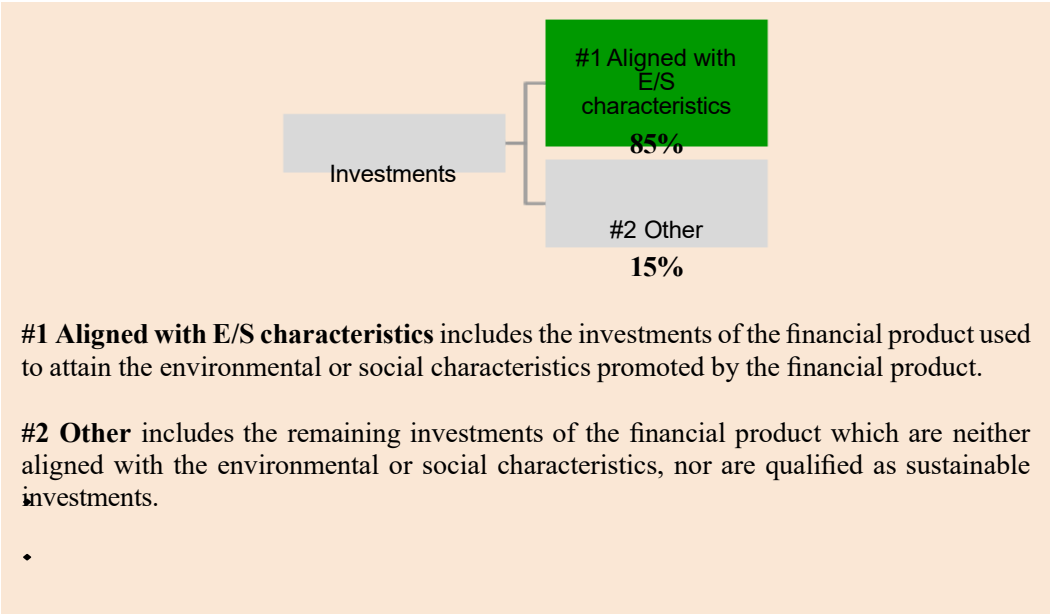 #1 Aligned with
E/S
characteristics
85%
Investments
#2 Other
15%
#1 Aligned with E/S characteristics includes the investments of the financial product used
to attain the environmental or social characteristics promoted by the financial product.
#2 Other includes the remaining investments of the financial product which are neither
aligned with the environmental or social characteristics, nor are qualified as sustainable
investments.